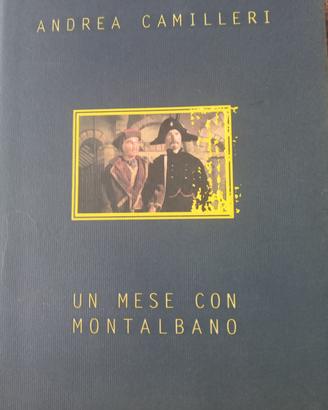 ANDREA CAMILLERI
UN MESE CON
MONTALBANO